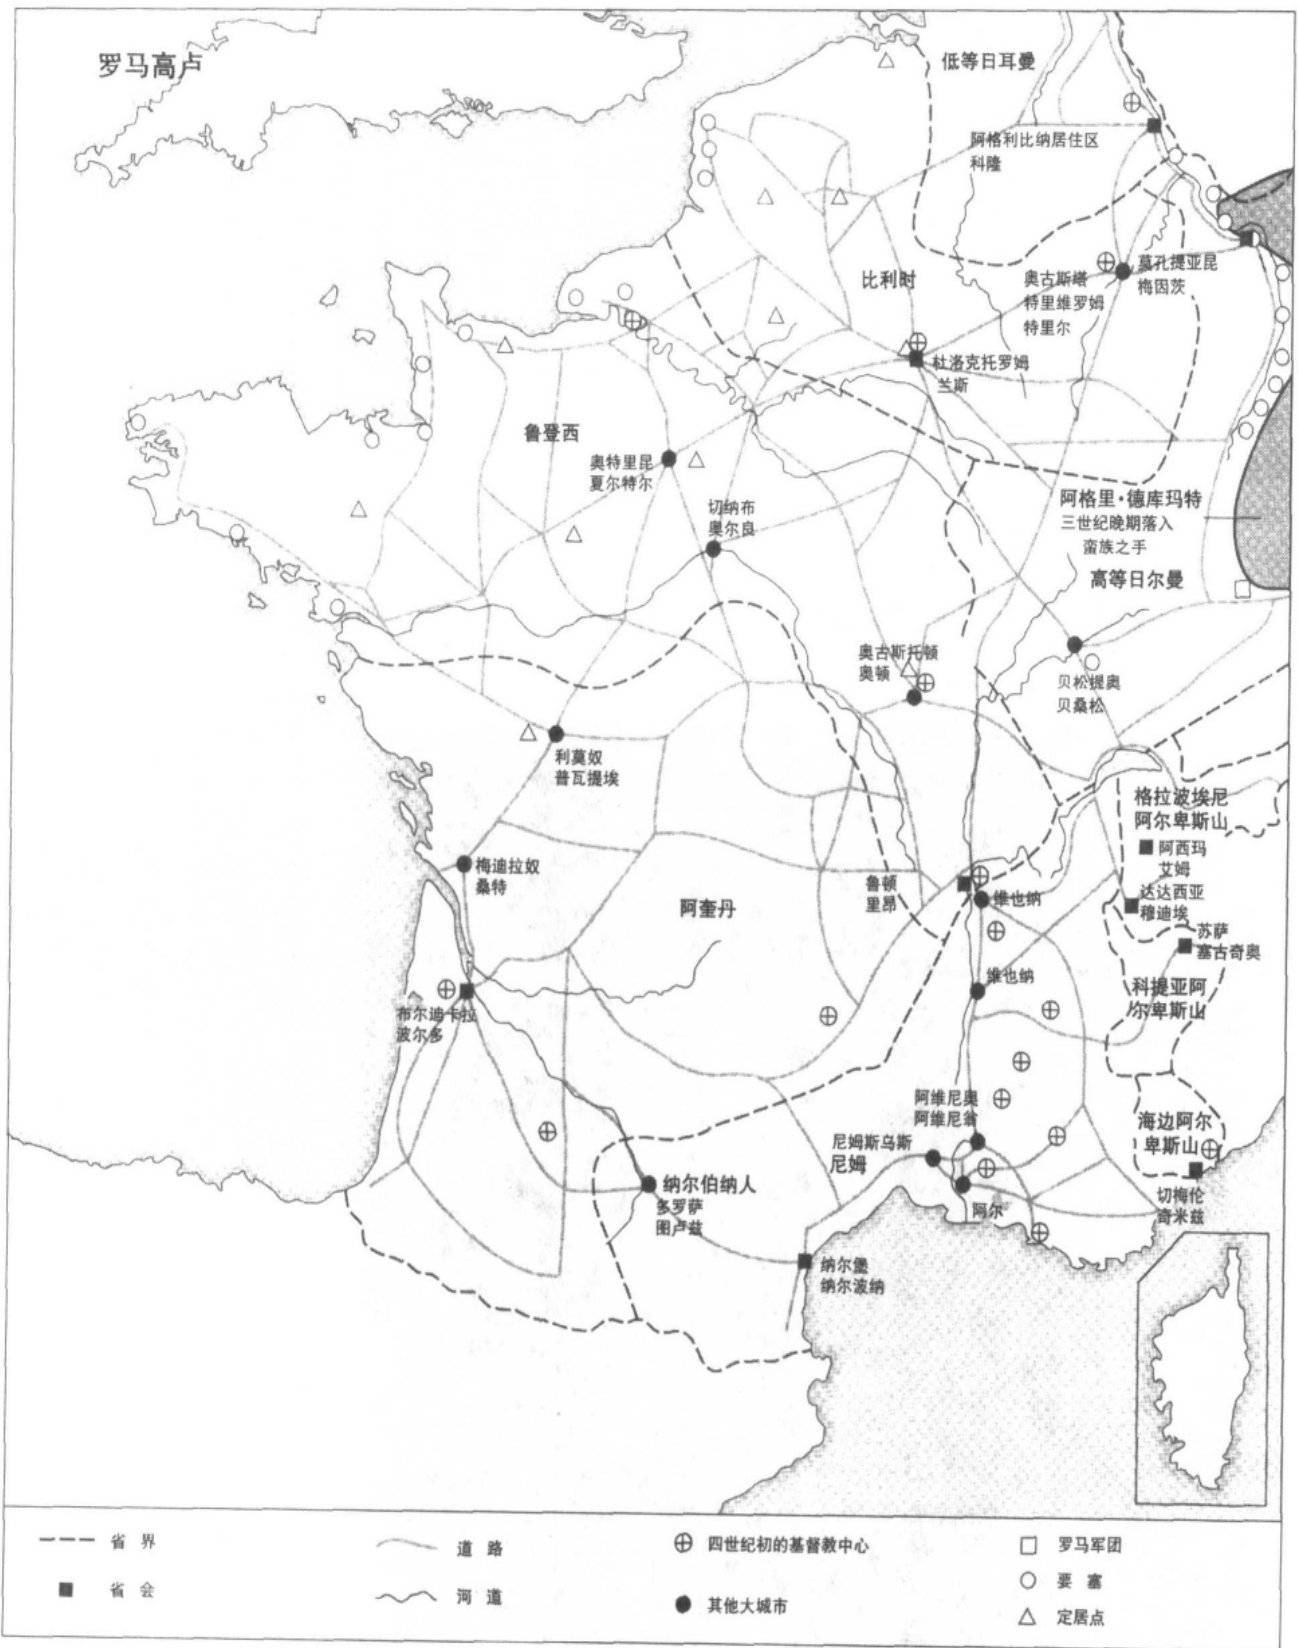 罗马高卢
低等日耳曼
阿格利比纳居住区
科隆
比利时
奥古斯塔
特里维罗姆
特里尔
莫孔提亚昆
梅因茨
杜洛克托罗姆
兰斯
鲁登西
奥特里昆
夏尔特尔
切纳布
奥尔良
阿格里·德库玛特
三世纪晚期落入
蛮族之手
高等日尔曼
奥古斯托顿
奥顿
贝松提奥
贝桑松
利莫奴
普瓦提埃
格拉波埃尼
阿尔卑斯山
阿西玛
艾姆
梅迪拉奴
桑特
阿奎丹
鲁顿
里昂
维也纳
达达西亚
穆迪埃
苏萨
塞古奇奥
维也纳
科提亚阿
尔卑斯山
布尔迪卡拉
波尔多
阿维尼奥
阿维尼翁
海边阿尔
卑斯山
尼姆斯乌斯
尼姆
纳尔伯纳人
多罗萨
图卢兹
阿尔
切梅伦
奇米兹
纳尔堡
纳尔波纳
省界
道路
四世纪初的基督教中心
罗马军团
省会
河道
其他大城市
要塞
定居点